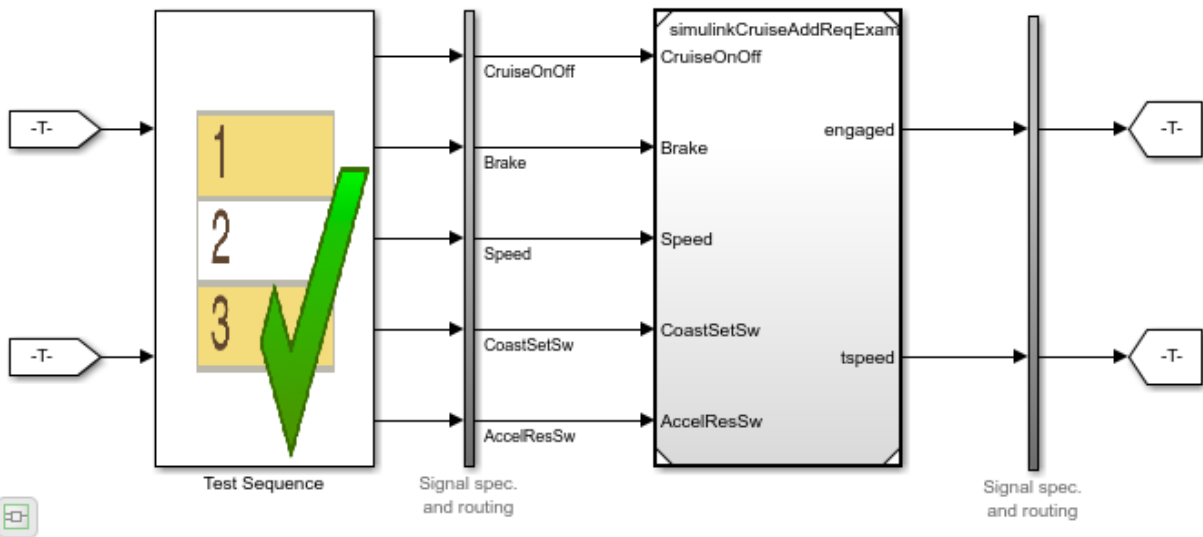 -T-
-T-
1
2
3
Test Sequence
CruiseOnOff
Brake
Speed
CoastSetSw
AccelResSw
Signal spec.
and routing
simulinkCruiseAddReqExam
CruiseOnOff
Brake
Speed
CoastSetSw
AccelResSw
engaged
tspeed
Signal spec.
and routing
-T-
-T-